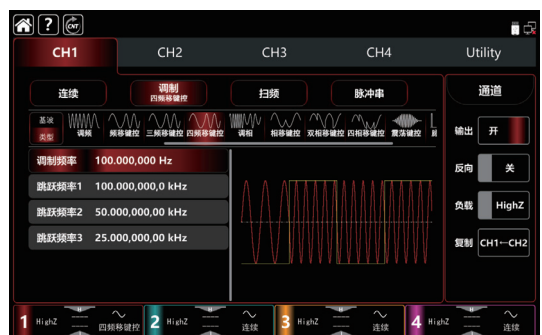 ? CNT
CH1 CH2 CH3 CH4 Utility
连续 调制 扫频 脉冲串 通道
四频移键控
基波
类型 调频 频移键控 三频移键控 四频移键控 调相 相移键控 双相移键控 四相移键控 震荡键控
输出 开
调制频率 100.000,000 Hz
反向 关
跳跃频率1 100.000,000,0 kHz
跳跃频率2 50.000,000,00 kHz
负载 HighZ
跳跃频率3 25.000,000,00 kHz
复制 CH1←CH2
1 HighZ 四频移键控 2 HighZ 连续 3 HighZ 连续 4 HighZ 连续